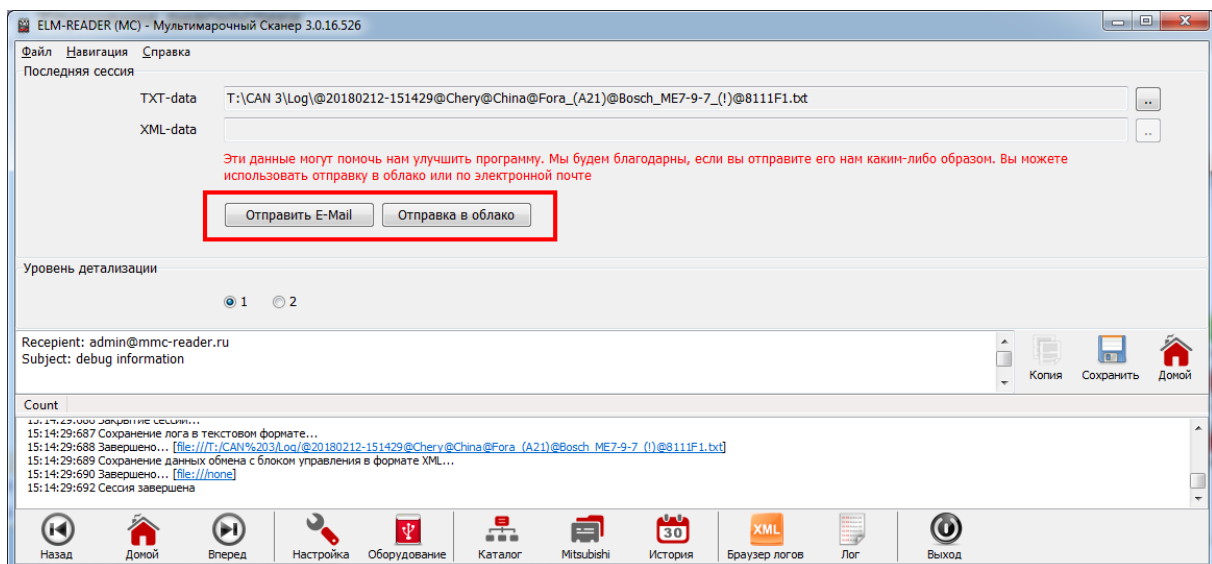 ELM-READER (MC) - Мультимарочный Сканер 3.0.16.526
Файл Навигация Справка
Последняя сессия
TXT-data T:\CAN 3\Log\@20180212-151429@Chery@China@Fora_(A21)@Bosch_ME7-9-7_(!)@8111F1.txt ..
XML-data ..
Эти данные могут помочь нам улучшить программу. Мы будем благодарны, если вы отправите его нам каким-либо образом. Вы можете
использовать отправку в облако или по электронной почте
Отправить E-Mail Отправка в облако
Уровень детализации
1 2
Recepient: admin@mmc-reader.ru
Subject: debug information
Копия Сохранить Домой
Count
15:14:29:686 Закрытие сессии...
15:14:29:687 Сохранение лога в текстовом формате...
15:14:29:688 Завершено... [file:///T:/CAN%203/Log/@20180212-151429@Chery@China@Fora_(A21)@Bosch_ME7-9-7_(!)@8111F1.txt]
15:14:29:689 Сохранение данных обмена с блоком управления в формате XML...
15:14:29:690 Завершено... [file:///none]
15:14:29:692 Сессия завершена
30 XML
Назад Домой Вперед Настройка Оборудование Каталог Mitsubishi История Браузер логов Лог Выход